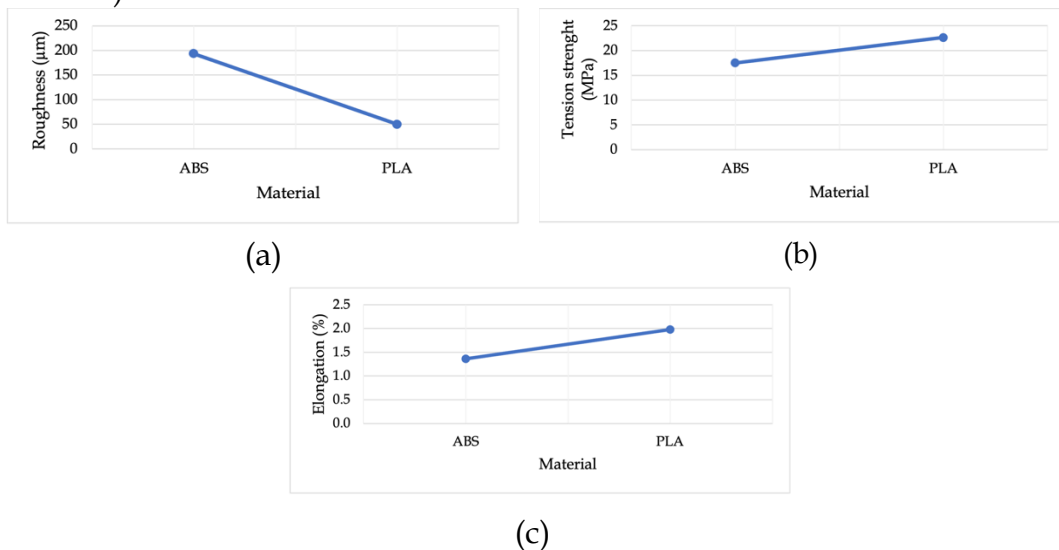 )
250
200
150
100
50
0
Roughness (µm)
ABS PLA
Material
(a)
25
20
15
10
5
0
Tension strenght
(MPa)
ABS PLA
Material
(b)
2.5
2.0
1.5
1.0
0.5
0.0
Elongation (%)
ABS PLA
Material
(c)